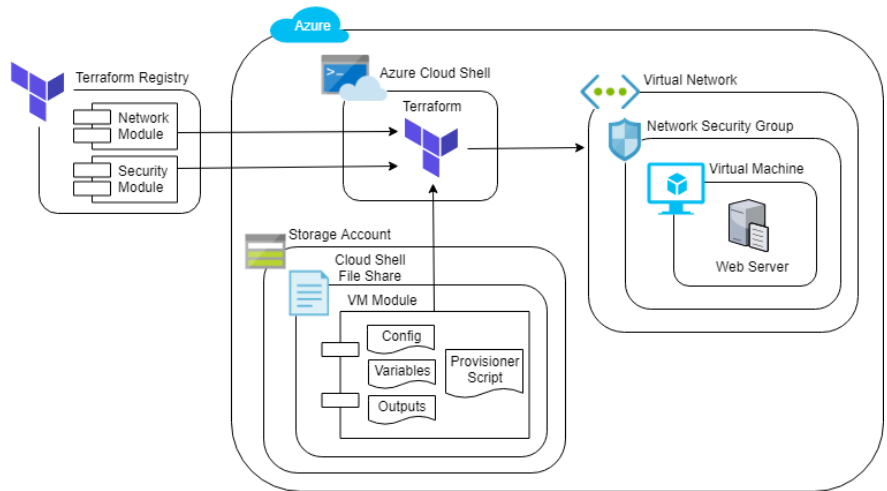 Azure
Terraform Registry
Network
Module
Security
Module
Azure Cloud Shell
>_
Terraform
Virtual Network
Network Security Group
Virtual Machine
Web Server
Storage Account
Cloud Shell
File Share
VM Module
Config
Variables
Outputs
Provisioner
Script